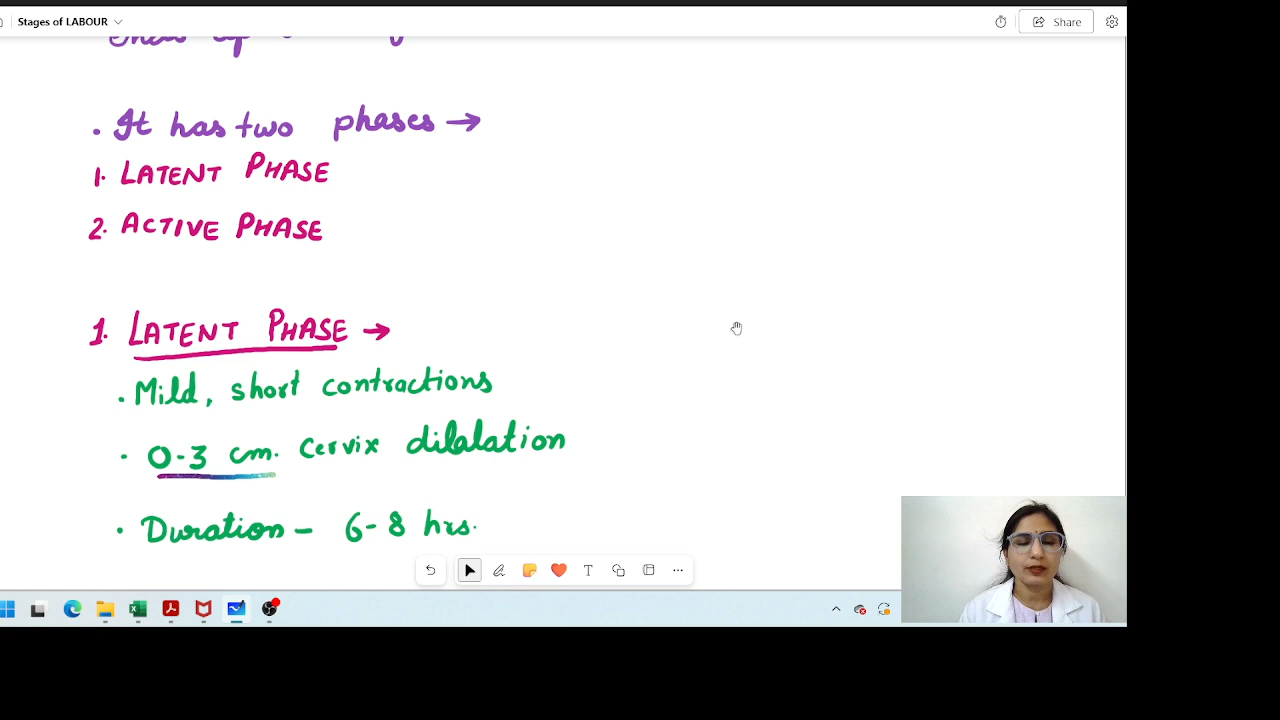 Stages of LABOUR
Share
. It has two phases →
1. LATENT PHASE
2. ACTIVE PHASE
1. LATENT PHASE →
. Mild, short contractions
. 0-3 cm. cervix dilalation
. Duration - 6-8 hrs.
T